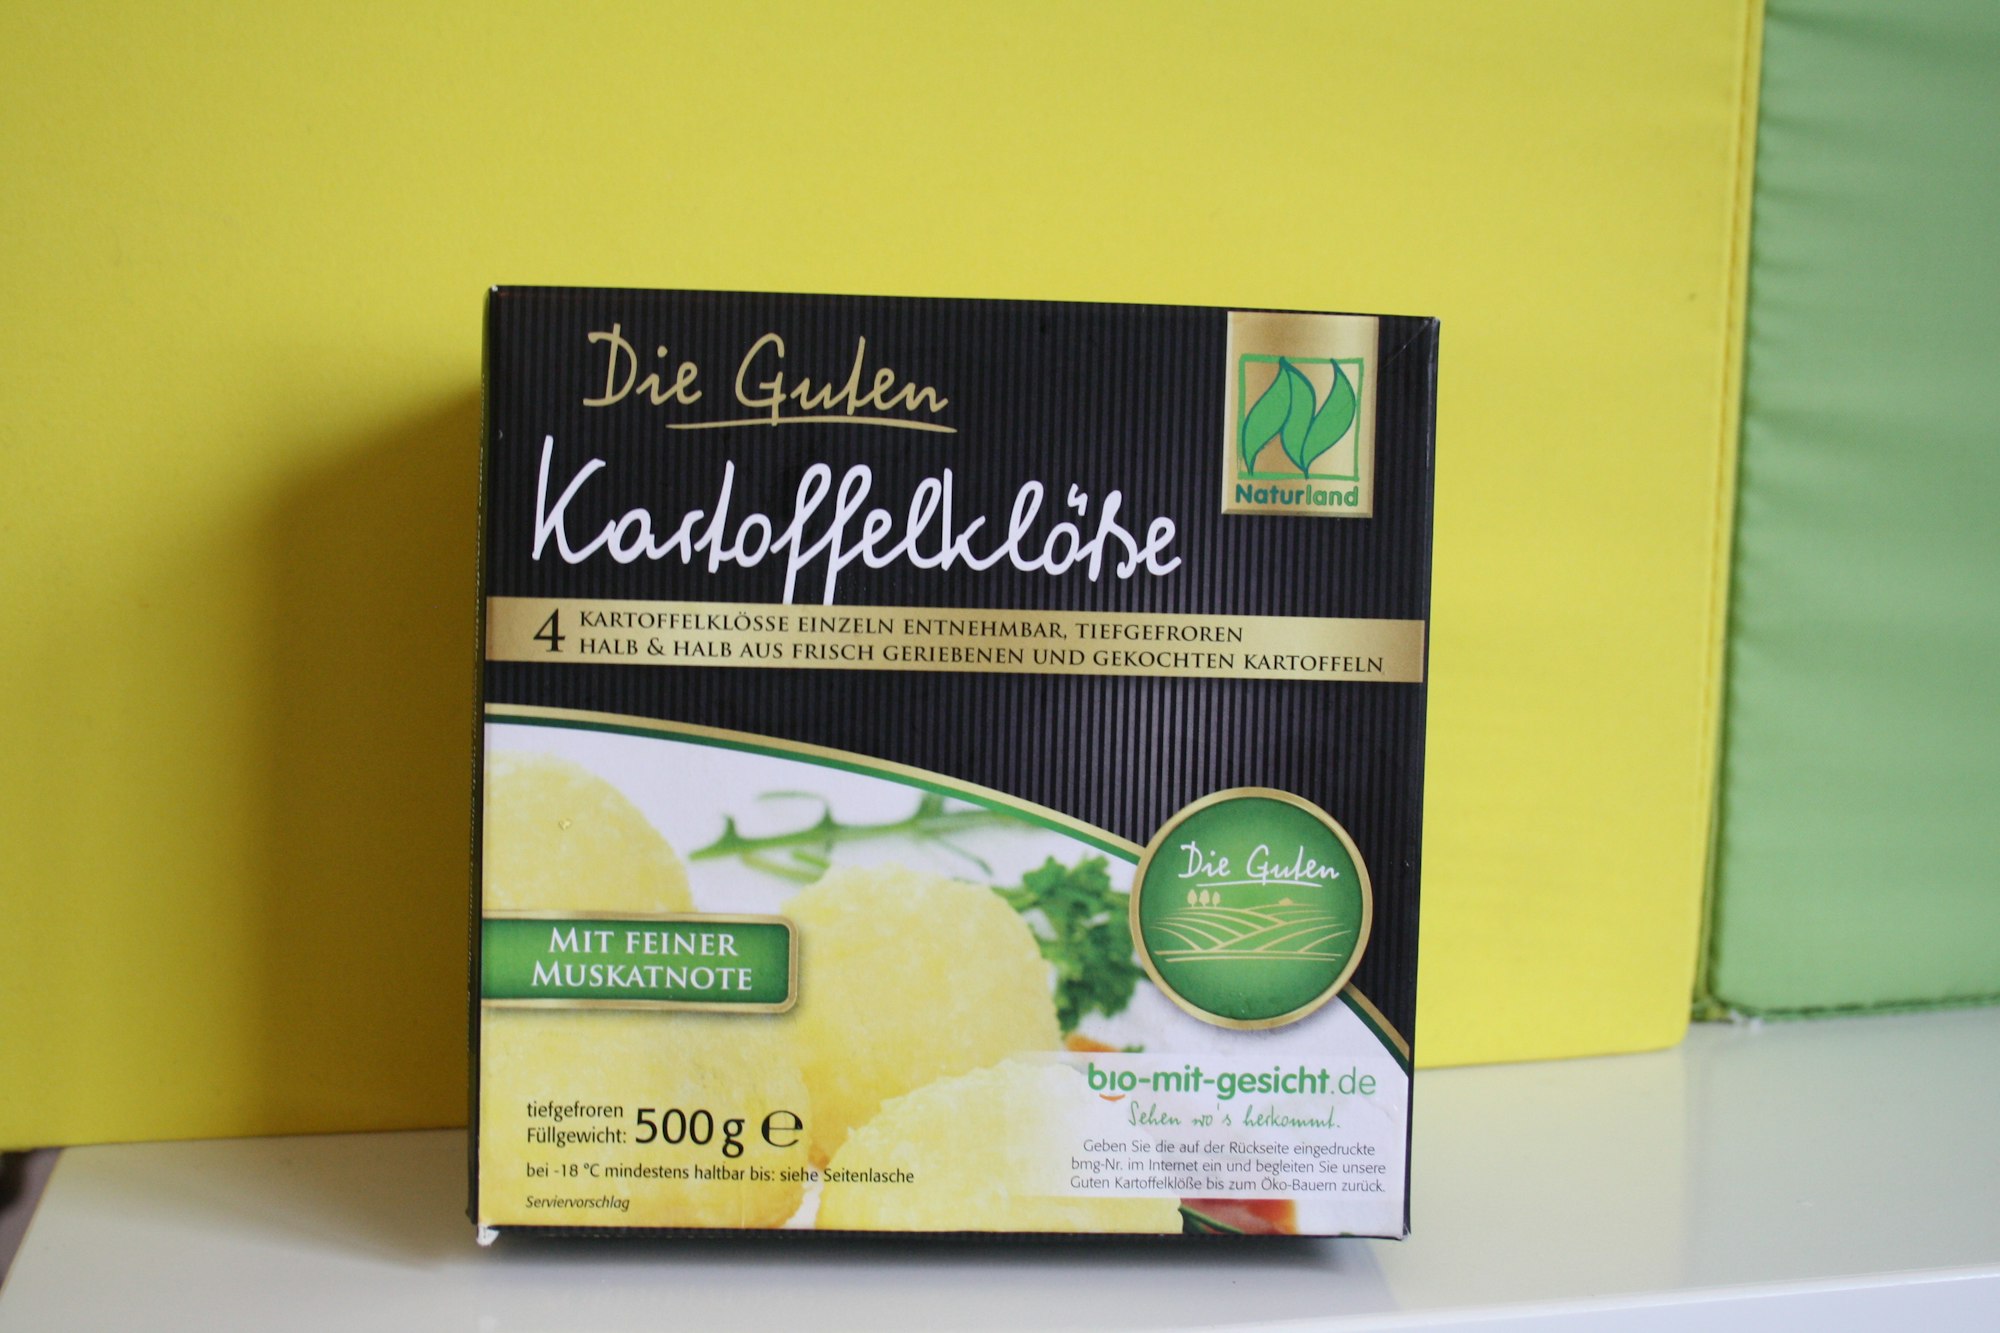 Die Guten
Kartoffelklöße
Naturland
4 KARTOFFELKLÖSSE EINZELN ENTNEHMBAR, TIEFGEFROREN
HALB & HALB AUS FRISCH GERIEBENEN UND GEKOCHTEN KARTOFFELN
Die Guten
MIT FEINER
MUSKATNOTE
tiefgefroren
Füllgewicht: 500 g ℮
bei -18 °C mindestens haltbar bis: siehe Seitenlasche
Serviervorschlag
bio-mit-gesicht.de
Sehen wo's herkommt.
Geben Sie die auf der Rückseite eingedruckte
bmg-Nr. im Internet ein und begleiten Sie unsere
Guten Kartoffelklöße bis zum Öko-Bauern zurück.